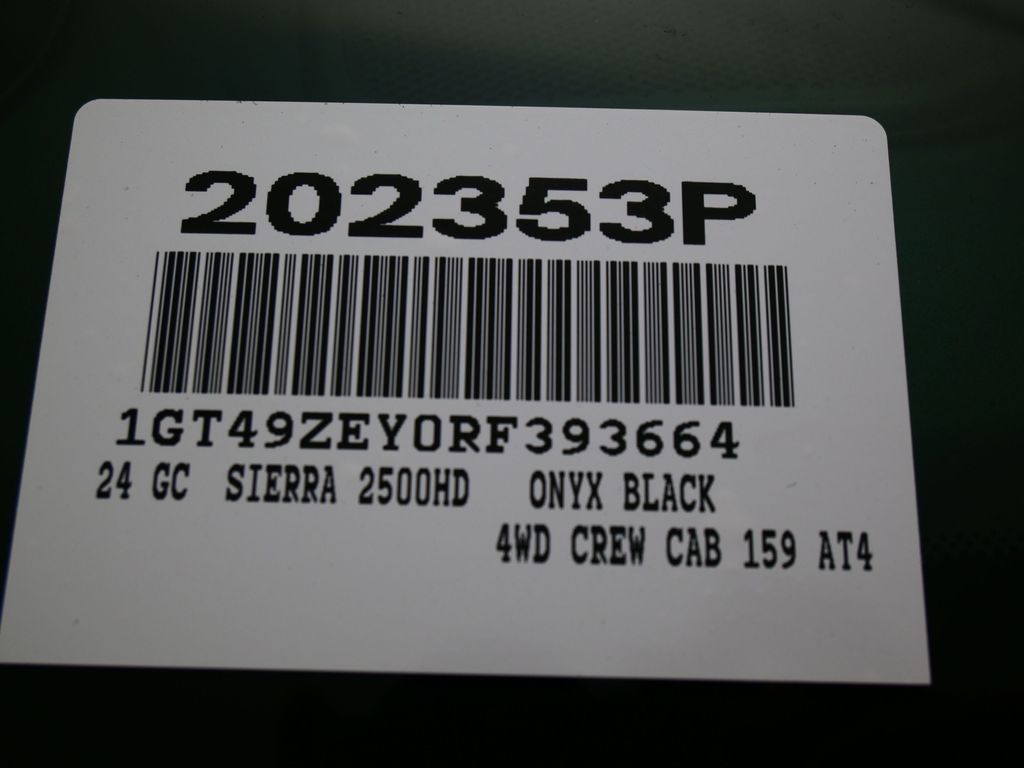 202353P
1GT49ZEY0RF393664
24 GC SIERRA 2500HD ONYX BLACK
4WD CREW CAB 159 AT4